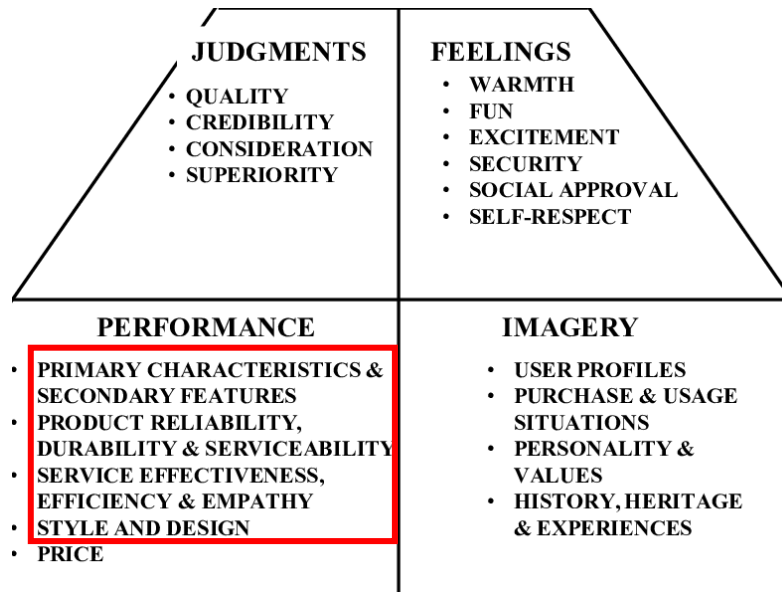 JUDGMENTS
• QUALITY
• CREDIBILITY
• CONSIDERATION
• SUPERIORITY
FEELINGS
• WARMTH
• FUN
• EXCITEMENT
• SECURITY
• SOCIAL APPROVAL
• SELF-RESPECT
PERFORMANCE
• PRIMARY CHARACTERISTICS &
SECONDARY FEATURES
• PRODUCT RELIABILITY,
DURABILITY & SERVICEABILITY
• SERVICE EFFECTIVENESS,
EFFICIENCY & EMPATHY
• STYLE AND DESIGN
• PRICE
IMAGERY
• USER PROFILES
• PURCHASE & USAGE
SITUATIONS
• PERSONALITY &
VALUES
• HISTORY, HERITAGE
& EXPERIENCES